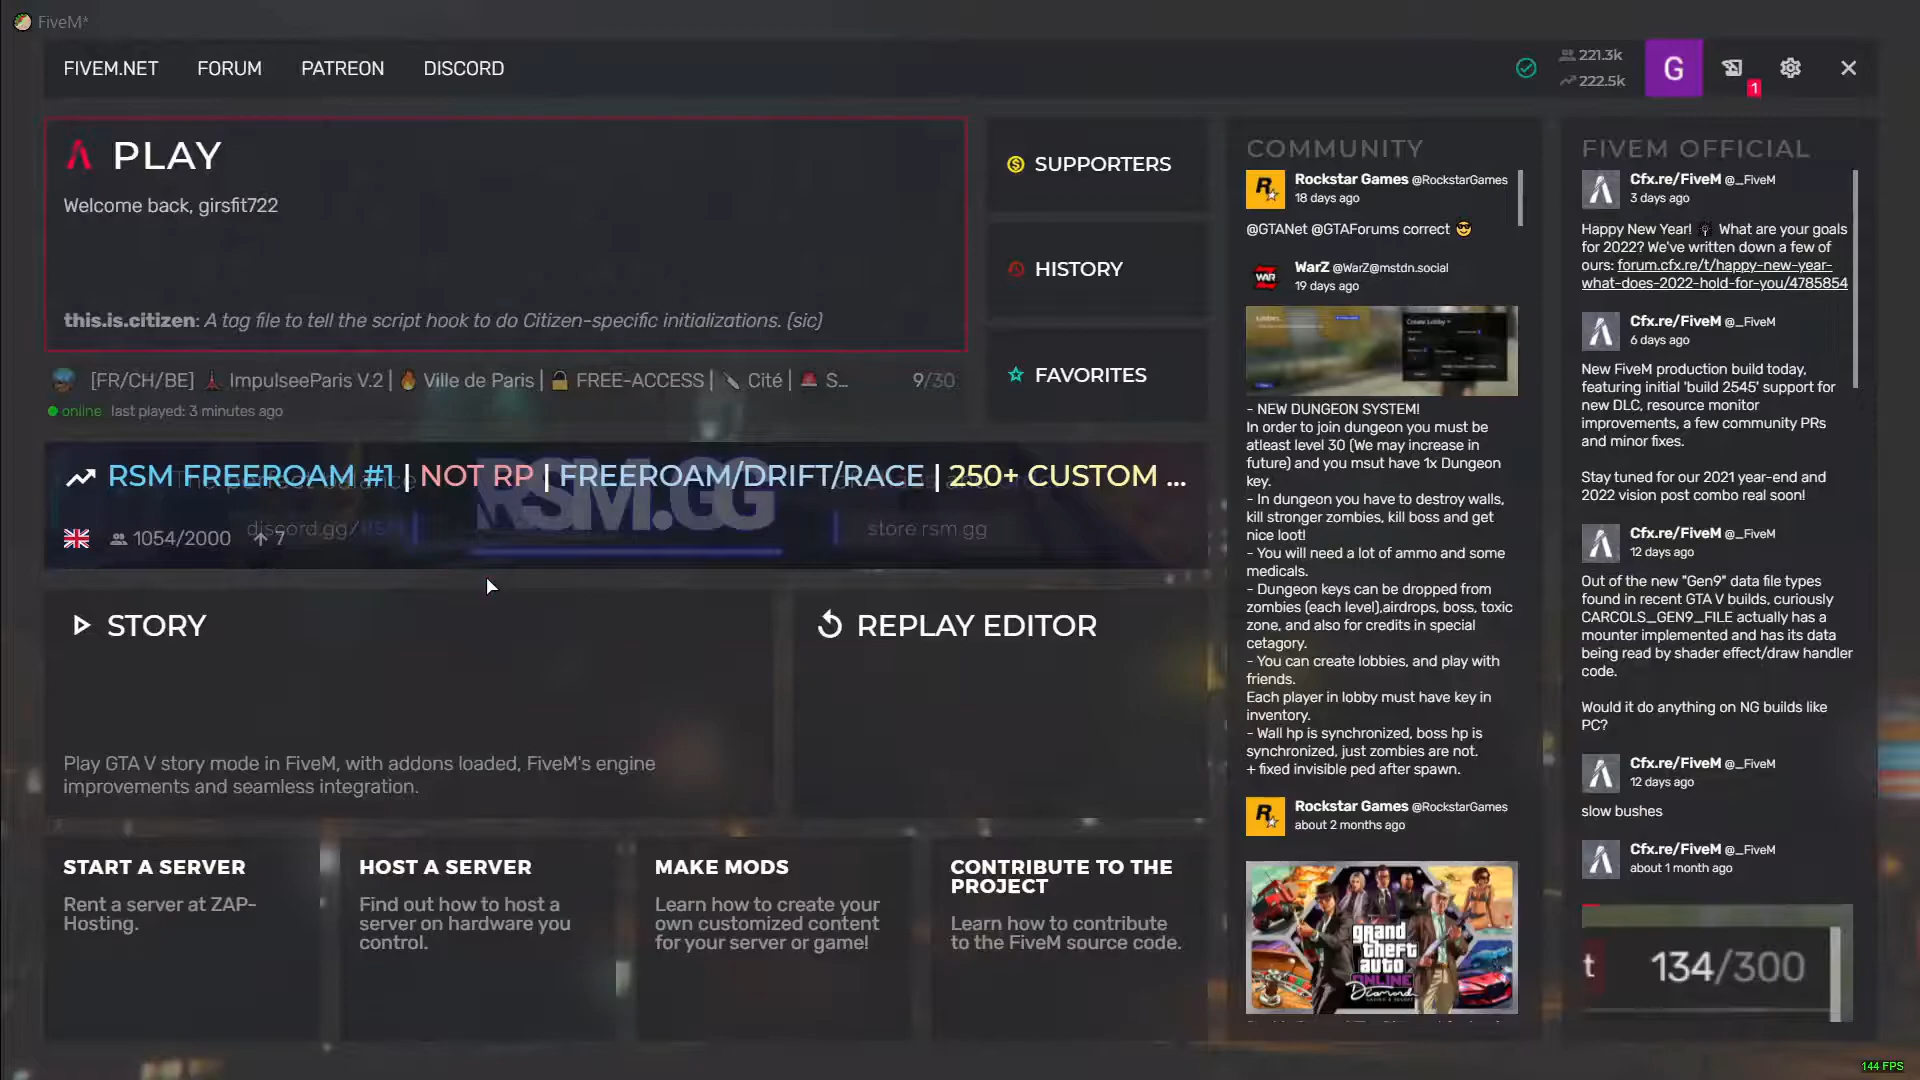 FiveM*
FIVEM.NET FORUM PATREON DISCORD
221.3k
222.5k
G
1
PLAY
Welcome back, girsfit722
this.is.citizen: A tag file to tell the script hook to do Citizen-specific initializations. (sic)
[FR/CH/BE] ImpulseeParis V.2 | Ville de Paris | FREE-ACCESS | Cité | S... 9/30
online last played: 3 minutes ago
SUPPORTERS
HISTORY
FAVORITES
RSM FREEROAM #1 | NOT RP | FREEROAM/DRIFT/RACE | 250+ CUSTOM ...
RSM.GG
discord.gg/ store.rsm.gg
1054/2000 7
STORY
Play GTA V story mode in FiveM, with addons loaded, FiveM's engine
improvements and seamless integration.
REPLAY EDITOR
START A SERVER
Rent a server at ZAP-
Hosting.
HOST A SERVER
Find out how to host a
server on hardware you
control.
MAKE MODS
Learn how to create your
own customized content
for your server or game!
CONTRIBUTE TO THE
PROJECT
Learn how to contribute
to the FiveM source code.
COMMUNITY
Rockstar Games @RockstarGames
18 days ago
@GTANet @GTAForums correct 😎
WarZ @WarZ@mstdn.social
19 days ago
- NEW DUNGEON SYSTEM!
In order to join dungeon you must be
atleast level 30 (We may increase in
future) and you msut have 1x Dungeon
key.
- In dungeon you have to destroy walls,
kill stronger zombies, kill boss and get
nice loot!
- You will need a lot of ammo and some
medicals.
- Dungeon keys can be dropped from
zombies (each level),airdrops, boss, toxic
zone, and also for credits in special
cetagory.
- You can create lobbies, and play with
friends.
Each player in lobby must have key in
inventory.
- Wall hp is synchronized, boss hp is
synchronized, just zombies are not.
+ fixed invisible ped after spawn.
Rockstar Games @RockstarGames
about 2 months ago
grand
theft
auto
ONLINE
Diamond
FIVEM OFFICIAL
Cfx.re/FiveM @_FiveM
3 days ago
Happy New Year! What are your goals
for 2022? We've written down a few of
ours: forum.cfx.re/t/happy-new-year-
what-does-2022-hold-for-you/4785854
Cfx.re/FiveM @_FiveM
6 days ago
New FiveM production build today,
featuring initial 'build 2545' support for
new DLC, resource monitor
improvements, a few community PRs
and minor fixes.
Stay tuned for our 2021 year-end and
2022 vision post combo real soon!
Cfx.re/FiveM @_FiveM
12 days ago
Out of the new "Gen9" data file types
found in recent GTA V builds, curiously
CARCOLS_GEN9_FILE actually has a
mounter implemented and has its data
being read by shader effect/draw handler
code.
Would it do anything on NG builds like
PC?
Cfx.re/FiveM @_FiveM
12 days ago
slow bushes
Cfx.re/FiveM @_FiveM
about 1 month ago
t 134/300
144 FPS